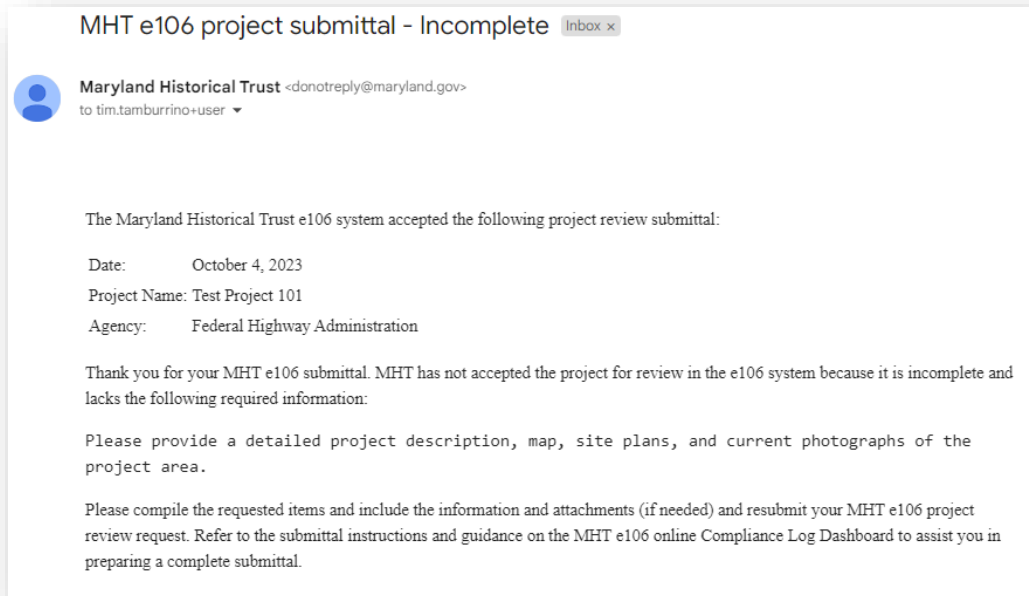 MHT e106 project submittal - Incomplete Inbox x
Maryland Historical Trust <donotreply@maryland.gov>
to tim.tamburrino+user
The Maryland Historical Trust e106 system accepted the following project review submittal:
Date: October 4, 2023
Project Name: Test Project 101
Agency: Federal Highway Administration
Thank you for your MHT e106 submittal. MHT has not accepted the project for review in the e106 system because it is incomplete and
lacks the following required information:
Please provide a detailed project description, map, site plans, and current photographs of the
project area.
Please compile the requested items and include the information and attachments (if needed) and resubmit your MHT e106 project
review request. Refer to the submittal instructions and guidance on the MHT e106 online Compliance Log Dashboard to assist you in
preparing a complete submittal.